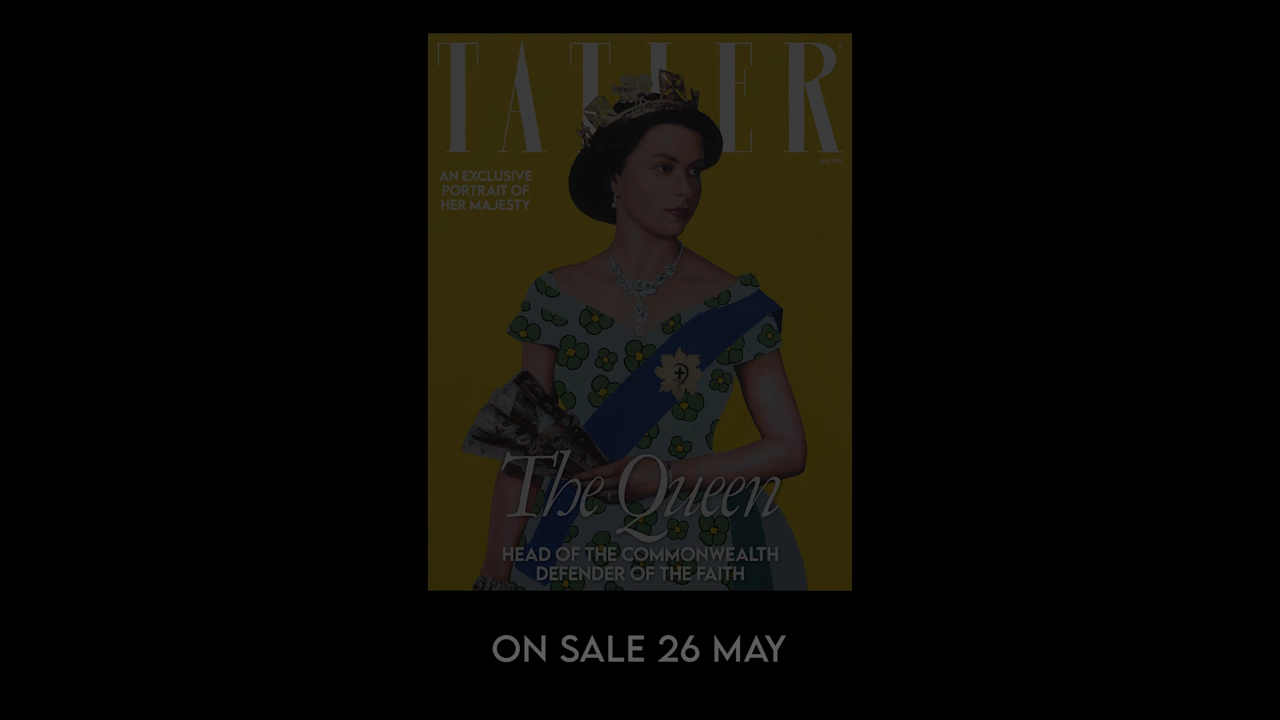 TATLER
AN EXCLUSIVE
PORTRAIT OF
HER MAJESTY
The Queen
HEAD OF THE COMMONWEALTH
DEFENDER OF THE FAITH
ON SALE 26 MAY